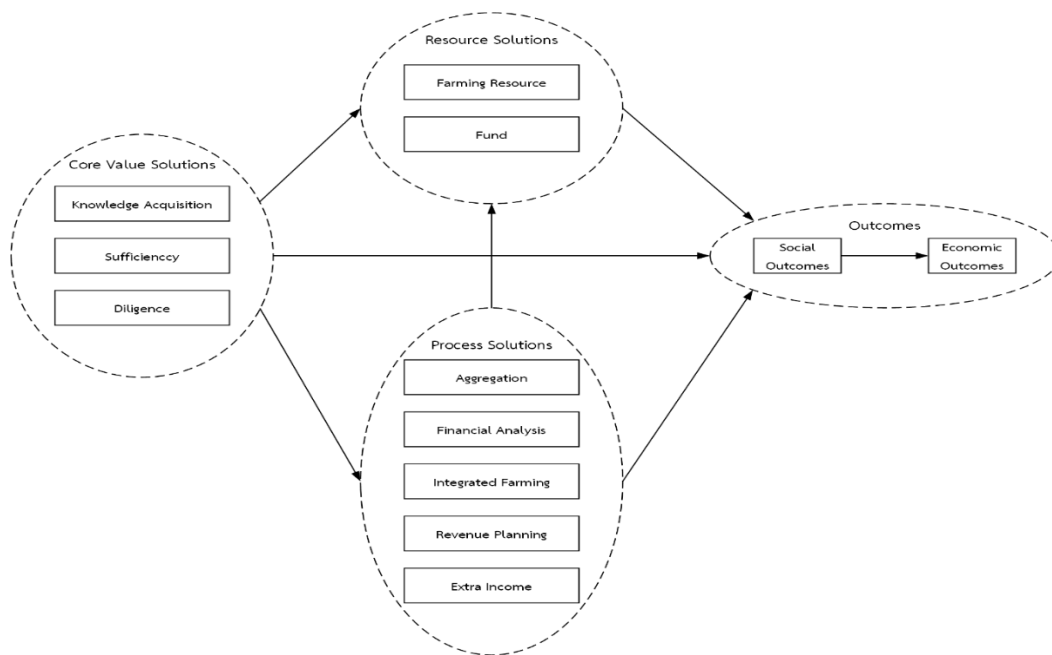 Resource Solutions
Farming Resource
Fund
Core Value Solutions
Knowledge Acquisition
Sufficienccy
Diligence
Outcomes
Social
Outcomes
Economic
Outcomes
Process Solutions
Aggregation
Financial Analysis
Integrated Farming
Revenue Planning
Extra Income